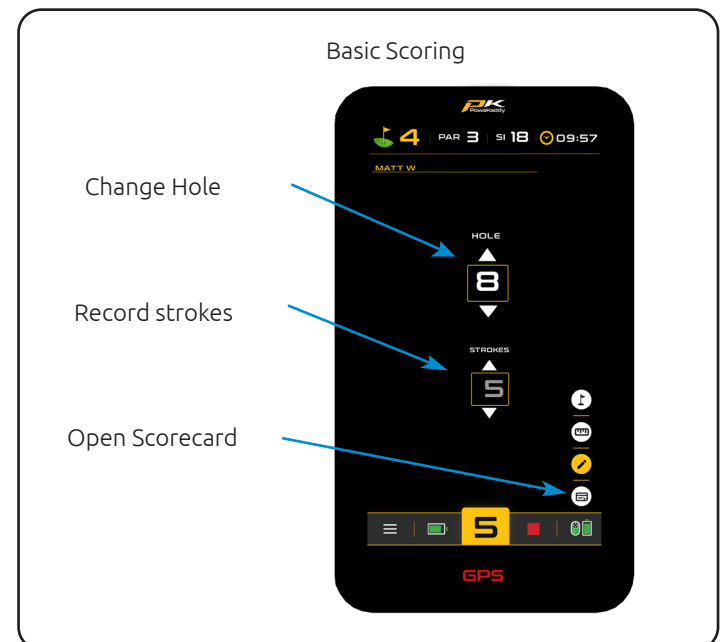 Basic Scoring
PK
PowaKaddy
4 PAR 3 SI 18 09:57
MATT W
Change Hole
HOLE
8
Record strokes
STROKES
5
Open Scorecard
5
GPS